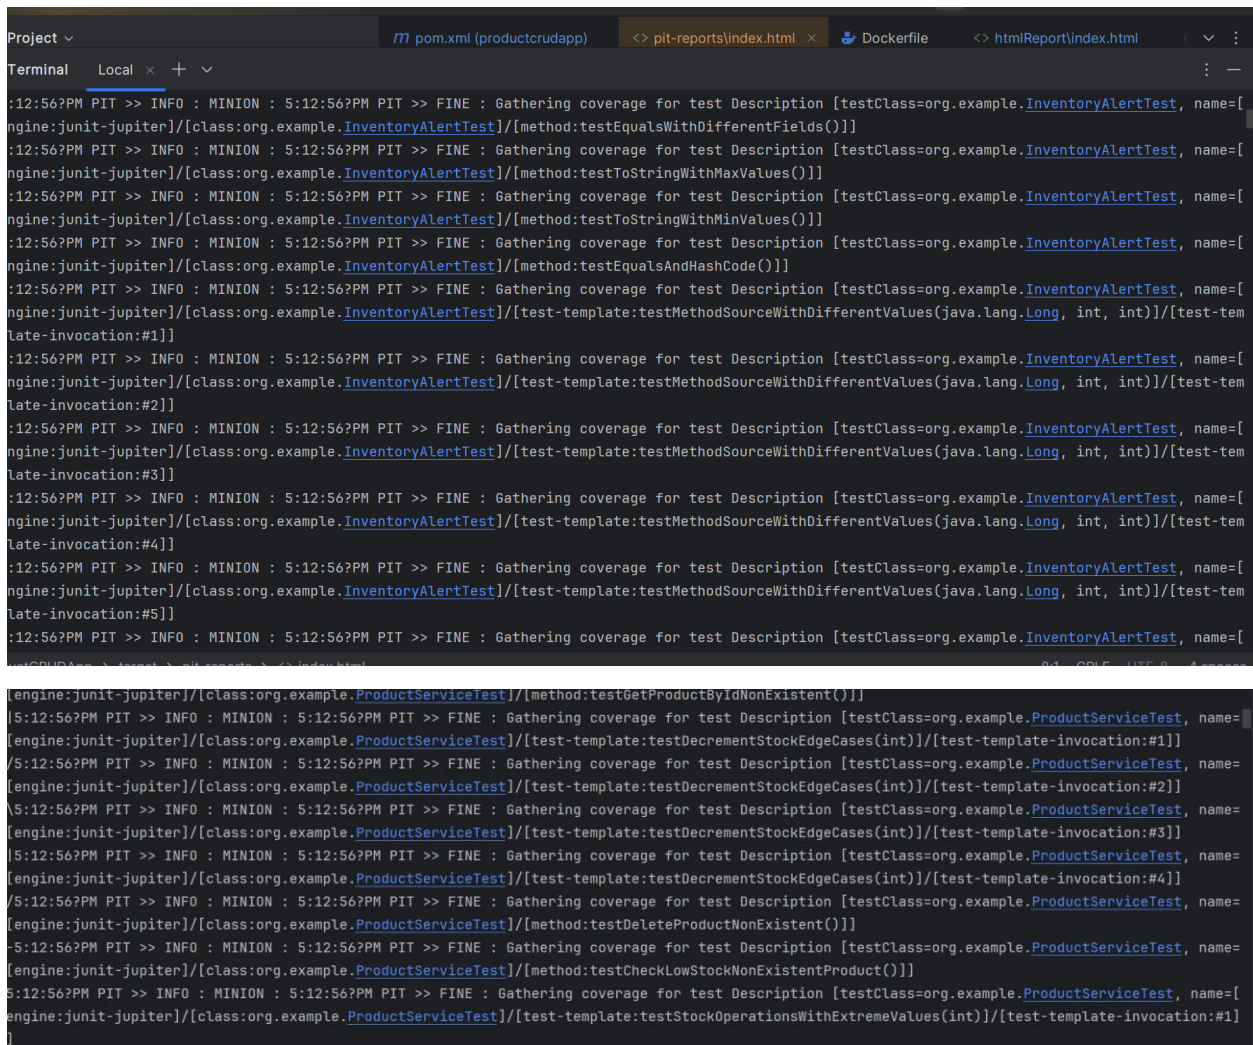 Project
pom.xml (productcrudapp)
<> pit-reports\index.html ×
Dockerfile
<> htmlReport\index.html
Terminal Local × +
:12:56?PM PIT >> INFO : MINION : 5:12:56?PM PIT >> FINE : Gathering coverage for test Description [testClass=org.example.InventoryAlertTest, name=[
ngine:junit-jupiter]/[class:org.example.InventoryAlertTest]/[method:testEqualsWithDifferentFields()]]
:12:56?PM PIT >> INFO : MINION : 5:12:56?PM PIT >> FINE : Gathering coverage for test Description [testClass=org.example.InventoryAlertTest, name=[
ngine:junit-jupiter]/[class:org.example.InventoryAlertTest]/[method:testToStringWithMaxValues()]]
:12:56?PM PIT >> INFO : MINION : 5:12:56?PM PIT >> FINE : Gathering coverage for test Description [testClass=org.example.InventoryAlertTest, name=[
ngine:junit-jupiter]/[class:org.example.InventoryAlertTest]/[method:testToStringWithMinValues()]]
:12:56?PM PIT >> INFO : MINION : 5:12:56?PM PIT >> FINE : Gathering coverage for test Description [testClass=org.example.InventoryAlertTest, name=[
ngine:junit-jupiter]/[class:org.example.InventoryAlertTest]/[method:testEqualsAndHashCode()]]
:12:56?PM PIT >> INFO : MINION : 5:12:56?PM PIT >> FINE : Gathering coverage for test Description [testClass=org.example.InventoryAlertTest, name=[
ngine:junit-jupiter]/[class:org.example.InventoryAlertTest]/[test-template:testMethodSourceWithDifferentValues(java.lang.Long, int, int)]/[test-tem
late-invocation:#1]]
:12:56?PM PIT >> INFO : MINION : 5:12:56?PM PIT >> FINE : Gathering coverage for test Description [testClass=org.example.InventoryAlertTest, name=[
ngine:junit-jupiter]/[class:org.example.InventoryAlertTest]/[test-template:testMethodSourceWithDifferentValues(java.lang.Long, int, int)]/[test-tem
late-invocation:#2]]
:12:56?PM PIT >> INFO : MINION : 5:12:56?PM PIT >> FINE : Gathering coverage for test Description [testClass=org.example.InventoryAlertTest, name=[
ngine:junit-jupiter]/[class:org.example.InventoryAlertTest]/[test-template:testMethodSourceWithDifferentValues(java.lang.Long, int, int)]/[test-tem
late-invocation:#3]]
:12:56?PM PIT >> INFO : MINION : 5:12:56?PM PIT >> FINE : Gathering coverage for test Description [testClass=org.example.InventoryAlertTest, name=[
ngine:junit-jupiter]/[class:org.example.InventoryAlertTest]/[test-template:testMethodSourceWithDifferentValues(java.lang.Long, int, int)]/[test-tem
late-invocation:#4]]
:12:56?PM PIT >> INFO : MINION : 5:12:56?PM PIT >> FINE : Gathering coverage for test Description [testClass=org.example.InventoryAlertTest, name=[
ngine:junit-jupiter]/[class:org.example.InventoryAlertTest]/[test-template:testMethodSourceWithDifferentValues(java.lang.Long, int, int)]/[test-tem
late-invocation:#5]]
:12:56?PM PIT >> INFO : MINION : 5:12:56?PM PIT >> FINE : Gathering coverage for test Description [testClass=org.example.InventoryAlertTest, name=[
[engine:junit-jupiter]/[class:org.example.ProductServiceTest]/[method:testGetProductByIdNonExistent()]]
|5:12:56?PM PIT >> INFO : MINION : 5:12:56?PM PIT >> FINE : Gathering coverage for test Description [testClass=org.example.ProductServiceTest, name=
[engine:junit-jupiter]/[class:org.example.ProductServiceTest]/[test-template:testDecrementStockEdgeCases(int)]/[test-template-invocation:#1]]
/5:12:56?PM PIT >> INFO : MINION : 5:12:56?PM PIT >> FINE : Gathering coverage for test Description [testClass=org.example.ProductServiceTest, name=
[engine:junit-jupiter]/[class:org.example.ProductServiceTest]/[test-template:testDecrementStockEdgeCases(int)]/[test-template-invocation:#2]]
\5:12:56?PM PIT >> INFO : MINION : 5:12:56?PM PIT >> FINE : Gathering coverage for test Description [testClass=org.example.ProductServiceTest, name=
[engine:junit-jupiter]/[class:org.example.ProductServiceTest]/[test-template:testDecrementStockEdgeCases(int)]/[test-template-invocation:#3]]
|5:12:56?PM PIT >> INFO : MINION : 5:12:56?PM PIT >> FINE : Gathering coverage for test Description [testClass=org.example.ProductServiceTest, name=
[engine:junit-jupiter]/[class:org.example.ProductServiceTest]/[test-template:testDecrementStockEdgeCases(int)]/[test-template-invocation:#4]]
/5:12:56?PM PIT >> INFO : MINION : 5:12:56?PM PIT >> FINE : Gathering coverage for test Description [testClass=org.example.ProductServiceTest, name=
[engine:junit-jupiter]/[class:org.example.ProductServiceTest]/[method:testDeleteProductNonExistent()]]
-5:12:56?PM PIT >> INFO : MINION : 5:12:56?PM PIT >> FINE : Gathering coverage for test Description [testClass=org.example.ProductServiceTest, name=
[engine:junit-jupiter]/[class:org.example.ProductServiceTest]/[method:testCheckLowStockNonExistentProduct()]]
5:12:56?PM PIT >> INFO : MINION : 5:12:56?PM PIT >> FINE : Gathering coverage for test Description [testClass=org.example.ProductServiceTest, name=[
engine:junit-jupiter]/[class:org.example.ProductServiceTest]/[test-template:testStockOperationsWithExtremeValues(int)]/[test-template-invocation:#1]
]